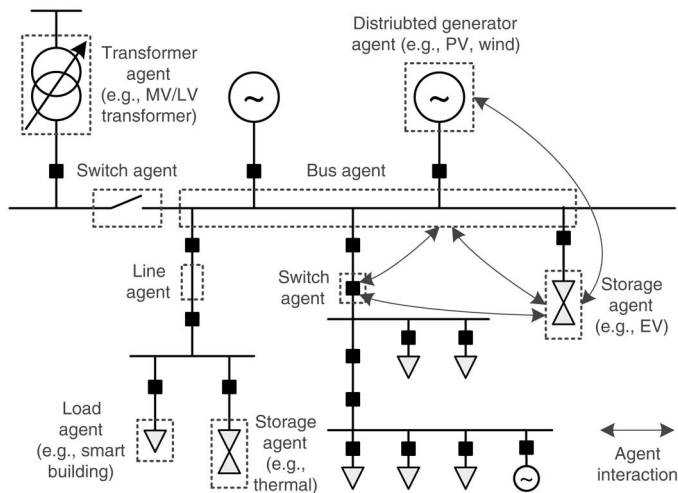 Transformer
agent
(e.g., MV/LV
transformer)
Distriubted generator
agent (e.g., PV, wind)
~
~
Switch agent
Bus agent
Line
agent
Switch
agent
Storage
agent
(e.g., EV)
Load
agent
(e.g., smart
building)
Storage
agent
(e.g.,
thermal)
~
Agent
interaction